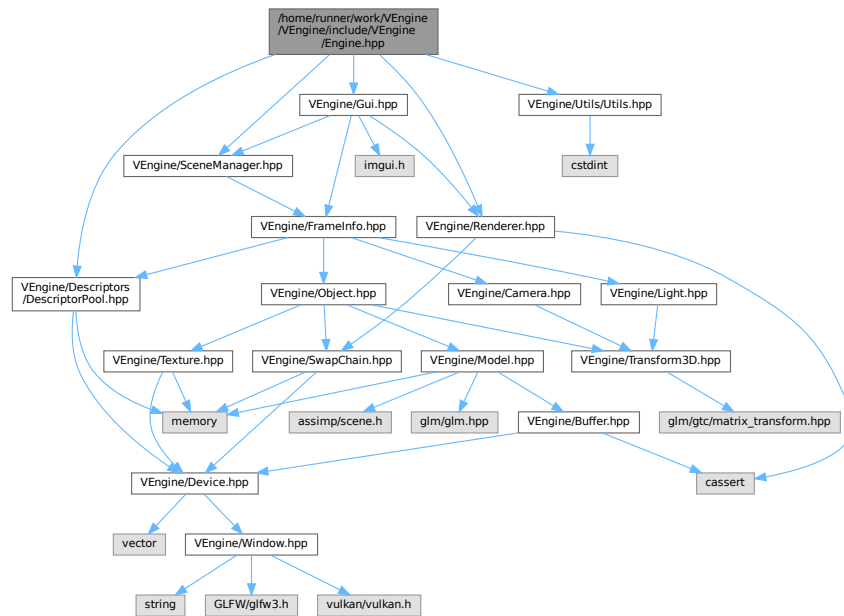 /home/runner/work/VEngine
/VEngine/include/VEngine
/Engine.hpp
VEngine/Gui.hpp
VEngine/Utils/Utils.hpp
VEngine/SceneManager.hpp
imgui.h
cstdint
VEngine/FrameInfo.hpp
VEngine/Renderer.hpp
VEngine/Descriptors
/DescriptorPool.hpp
VEngine/Object.hpp
VEngine/Camera.hpp
VEngine/Light.hpp
VEngine/Texture.hpp
VEngine/SwapChain.hpp
VEngine/Model.hpp
VEngine/Transform3D.hpp
memory
assimp/scene.h
glm/glm.hpp
VEngine/Buffer.hpp
glm/gtc/matrix_transform.hpp
VEngine/Device.hpp
cassert
vector
VEngine/Window.hpp
string
GLFW/glfw3.h
vulkan/vulkan.h